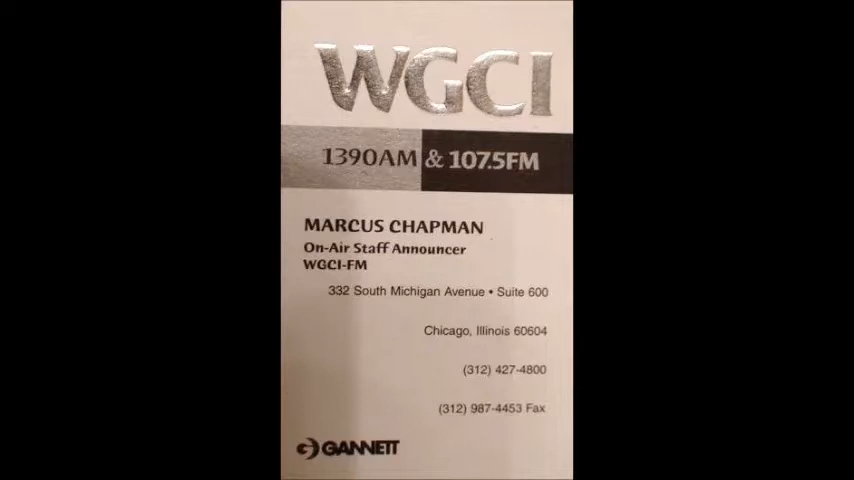 WGCI
1390AM & 107.5FM
MARCUS CHAPMAN
On-Air Staff Announcer
WGCI-FM
332 South Michigan Avenue • Suite 600
Chicago, Illinois 60604
(312) 427-4800
(312) 987-4453 Fax
GANNETT